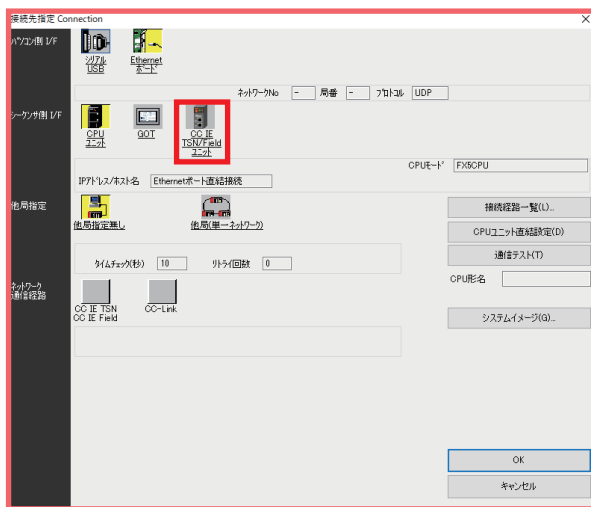 接続先指定 Connection
パソコン側 I/F
シリアル
USB
Ethernet
ボード
ネットワークNo - 局番 - プロトコル UDP
シーケンサ側 I/F
CPU
ユニット
GOT
CC IE
TSN/Field
ユニット
CPUモード FX5CPU
IPアドレス/ホスト名 Ethernetポート直結接続
他局指定
他局指定無し
他局(単一ネットワーク)
接続経路一覧(L)...
CPUユニット直結設定(D)
タイムチェック(秒) 10 リトライ回数 0
通信テスト(T)
CPU形名
ネットワーク
通信経路
CC IE TSN
CC IE Field
CC-Link
システムイメージ(G)...
OK
キャンセル